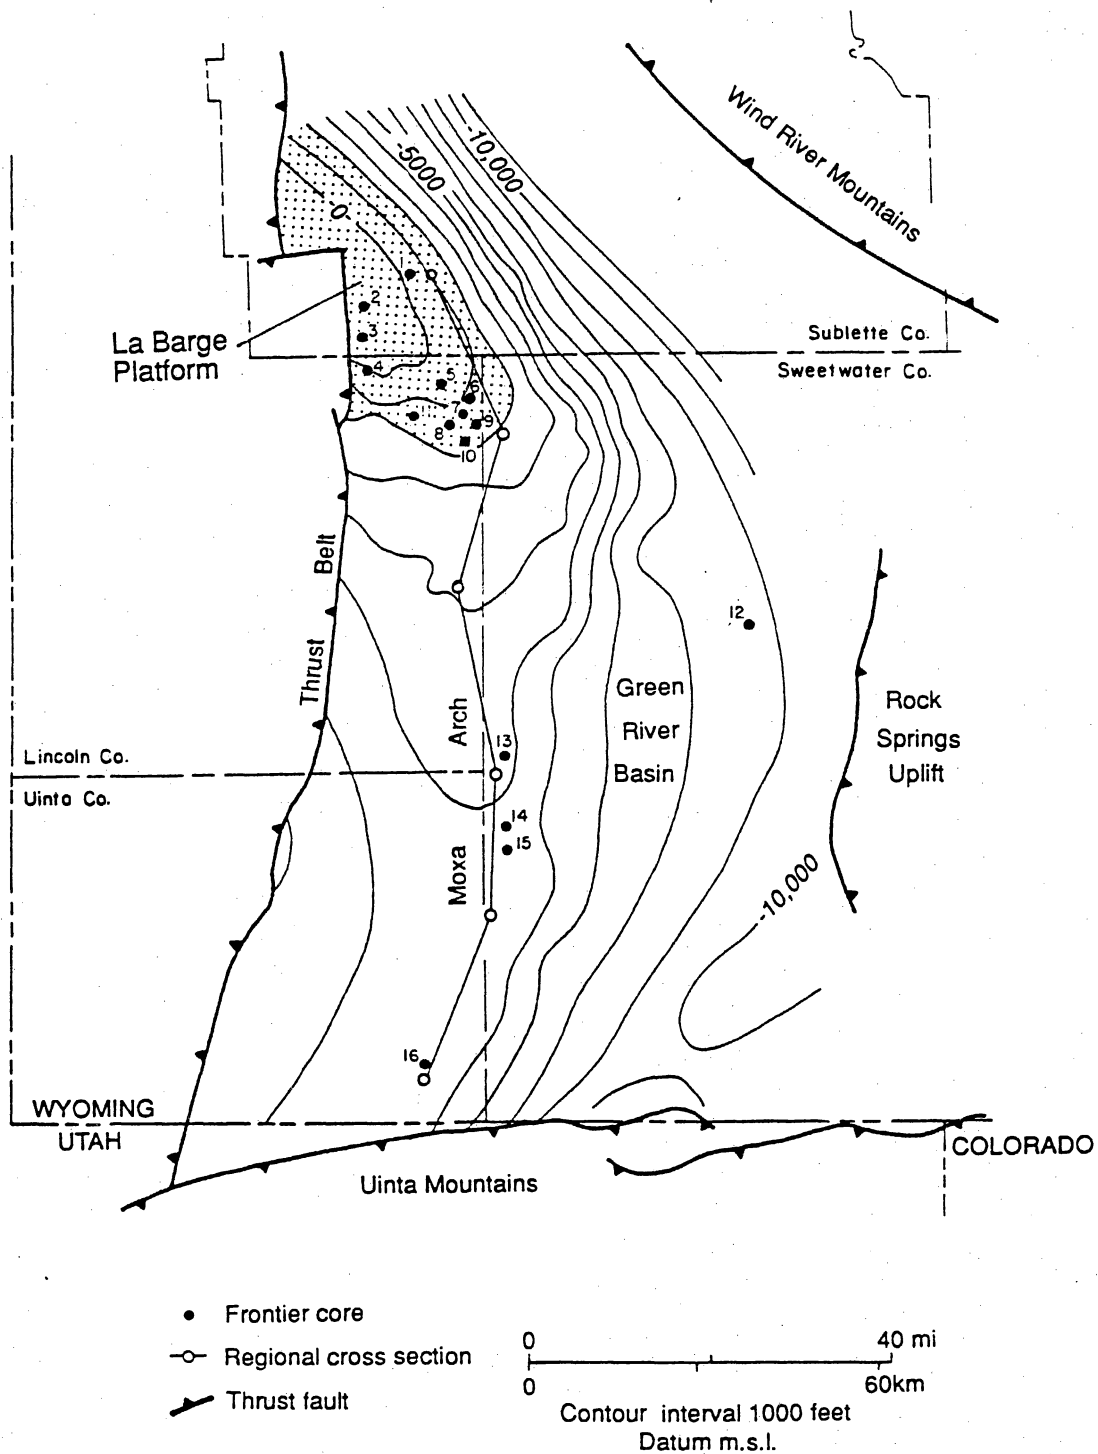 Wind River Mountains
-10,000
-5000
0
1
2
3
La Barge
Platform
Sublette Co.
Sweetwater Co.
4
5
6
7
11
9
8
10
Thrust Belt
12
Green
River
Basin
Rock
Springs
Uplift
Moxa Arch
13
Lincoln Co.
Uinta Co.
14
15
-10,000
16
WYOMING
UTAH
COLORADO
Uinta Mountains
Frontier core
Regional cross section
Thrust fault
0 40 mi
0 60km
Contour interval 1000 feet
Datum m.s.l.